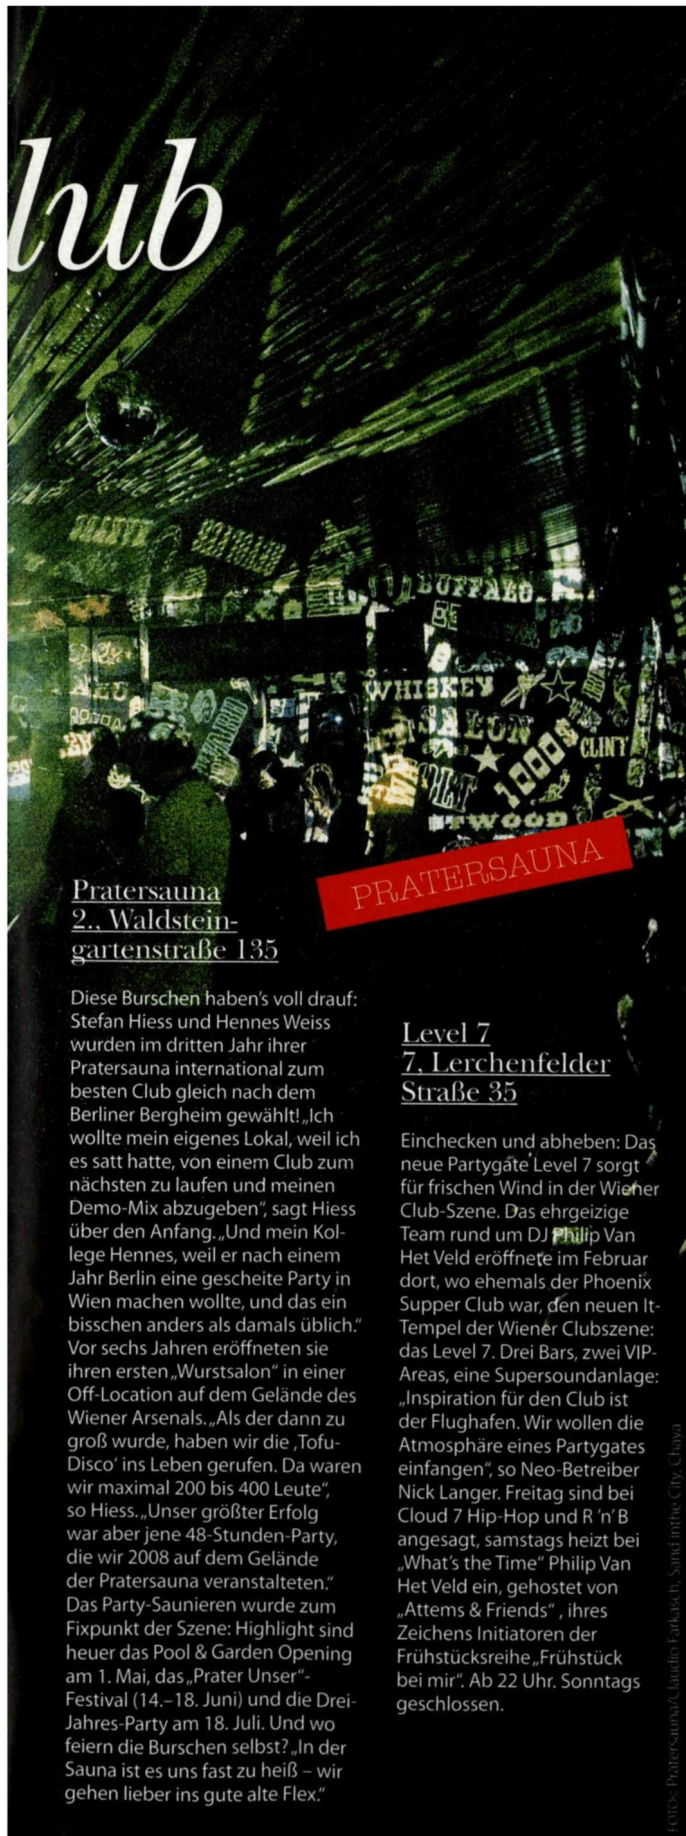 lub
BUFFALO
BE
WHISKEY
SALON
1000$
CLINT
COLT
TWOOD
PRATERSAUNA
Pratersauna
2., Waldstein-
gartenstraße 135
Diese Burschen haben's voll drauf:
Stefan Hiess und Hennes Weiss
wurden im dritten Jahr ihrer
Pratersauna international zum
besten Club gleich nach dem
Berliner Bergheim gewählt! „Ich
wollte mein eigenes Lokal, weil ich
es satt hatte, von einem Club zum
nächsten zu laufen und meinen
Demo-Mix abzugeben“, sagt Hiess
über den Anfang. „Und mein Kol-
lege Hennes, weil er nach einem
Jahr Berlin eine gescheite Party in
Wien machen wollte, und das ein
bisschen anders als damals üblich.“
Vor sechs Jahren eröffneten sie
ihren ersten „Wurstsalon“ in einer
Off-Location auf dem Gelände des
Wiener Arsenals. „Als der dann zu
groß wurde, haben wir die ‚Tofu-
Disco‘ ins Leben gerufen. Da waren
wir maximal 200 bis 400 Leute“,
so Hiess. „Unser größter Erfolg
war aber jene 48-Stunden-Party,
die wir 2008 auf dem Gelände
der Pratersauna veranstalteten.“
Das Party-Saunieren wurde zum
Fixpunkt der Szene: Highlight sind
heuer das Pool & Garden Opening
am 1. Mai, das „Prater Unser“-
Festival (14.–18. Juni) und die Drei-
Jahres-Party am 18. Juli. Und wo
feiern die Burschen selbst? „In der
Sauna ist es uns fast zu heiß – wir
gehen lieber ins gute alte Flex.“
Level 7
7, Lerchenfelder
Straße 35
Einchecken und abheben: Das
neue Partygate Level 7 sorgt
für frischen Wind in der Wiener
Club-Szene. Das ehrgeizige
Team rund um DJ Philip Van
Het Veld eröffnete im Februar
dort, wo ehemals der Phoenix
Supper Club war, den neuen It-
Tempel der Wiener Clubszene:
das Level 7. Drei Bars, zwei VIP-
Areas, eine Supersoundanlage:
„Inspiration für den Club ist
der Flughafen. Wir wollen die
Atmosphäre eines Partygates
einfangen“, so Neo-Betreiber
Nick Langer. Freitag sind bei
Cloud 7 Hip-Hop und R 'n' B
angesagt, samstags heizt bei
„What's the Time“ Philip Van
Het Veld ein, gehostet von
„Attems & Friends“ , ihres
Zeichens Initiatoren der
Frühstücksreihe „Frühstück
bei mir“. Ab 22 Uhr. Sonntags
geschlossen.
FOTOS: Pratersauna/Claudio Farkasch, Sand inthe City, Chaya